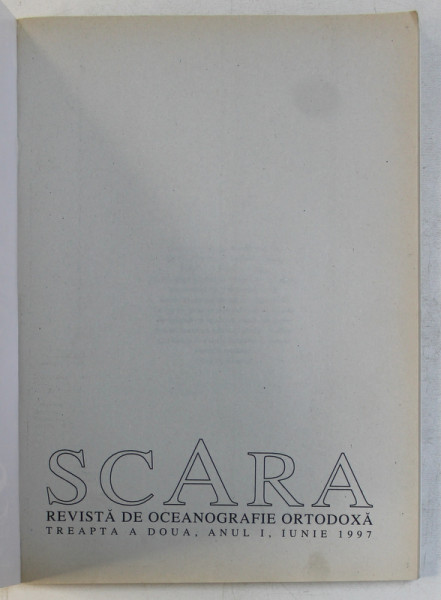 SCARA
REVISTĂ DE OCEANOGRAFIE ORTODOXĂ
TREAPTA A DOUA, ANUL I, IUNIE 1997